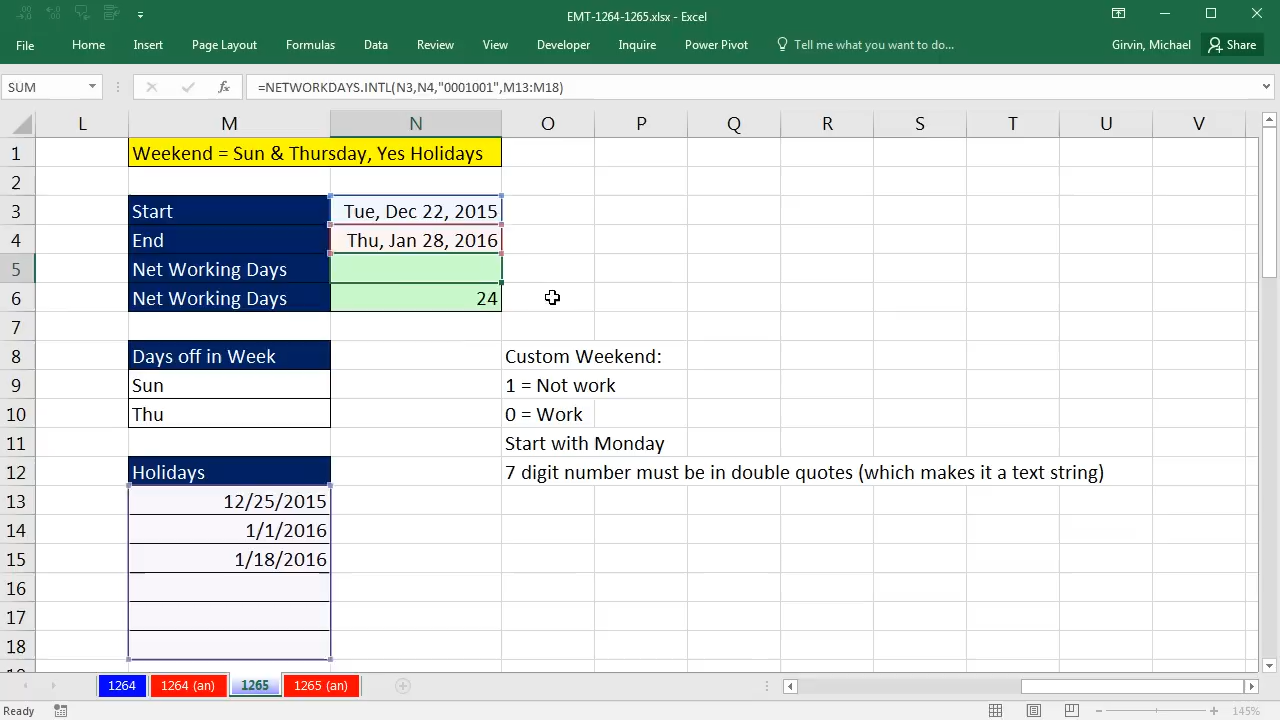 EMT-1264-1265.xlsx - Excel
File Home Insert Page Layout Formulas Data Review View Developer Inquire Power Pivot Tell me what you want to do... Girvin, Michael Share
SUM fx =NETWORKDAYS.INTL(N3,N4,"0001001",M13:M18)
L M N O P Q R S T U V
1 Weekend = Sun & Thursday, Yes Holidays
2
3 Start Tue, Dec 22, 2015
4 End Thu, Jan 28, 2016
5 Net Working Days
6 Net Working Days 24
7
8 Days off in Week Custom Weekend:
9 Sun 1 = Not work
10 Thu 0 = Work
11 Start with Monday
12 Holidays 7 digit number must be in double quotes (which makes it a text string)
13 12/25/2015
14 1/1/2016
15 1/18/2016
16
17
18
1264 1264 (an) 1265 1265 (an)
Ready 145%